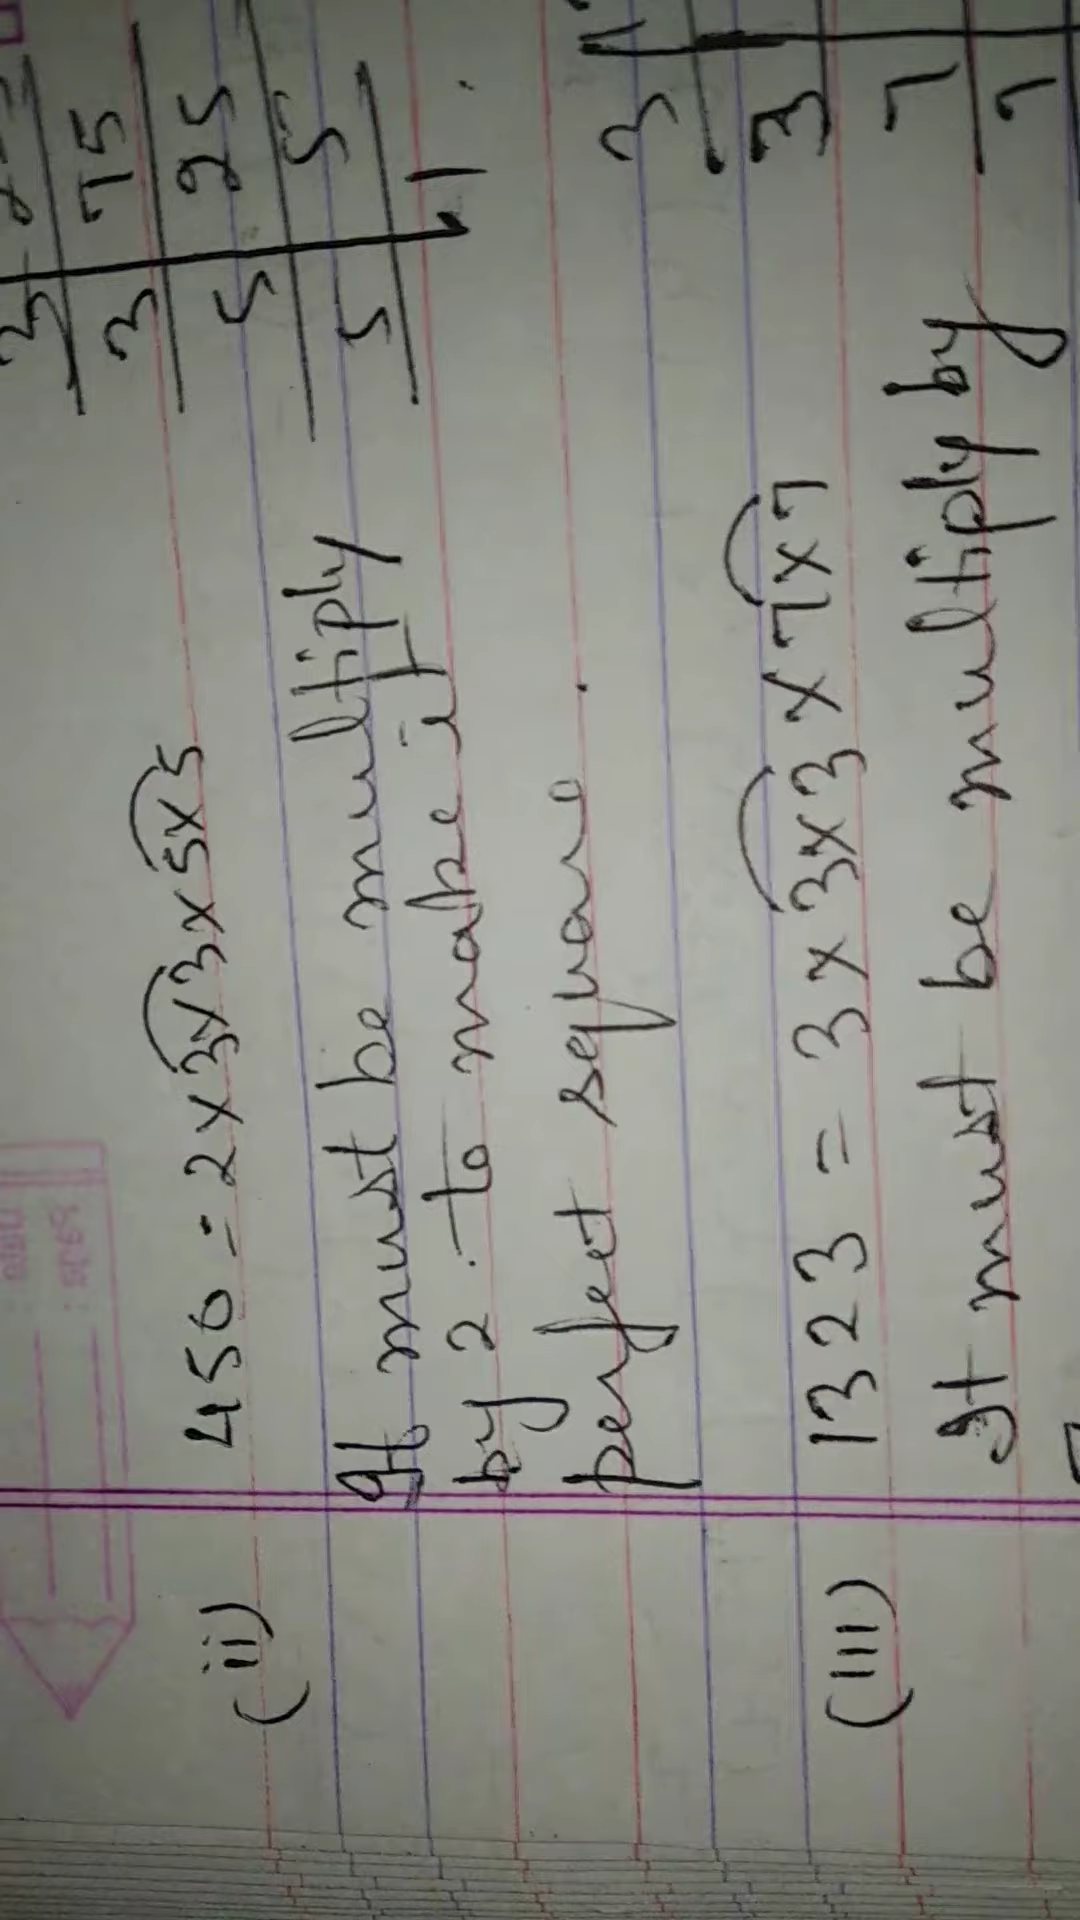 3 75
5 25
5 5
1.
(ii) 450 = 2 x 3 x 3 x 5 x 5
It must be multiply
by 2 . to make it
perfect square .
3
3
7
7
(iii) 1323 = 3 x 3 x 3 x 7 x 7
It must be multiply by